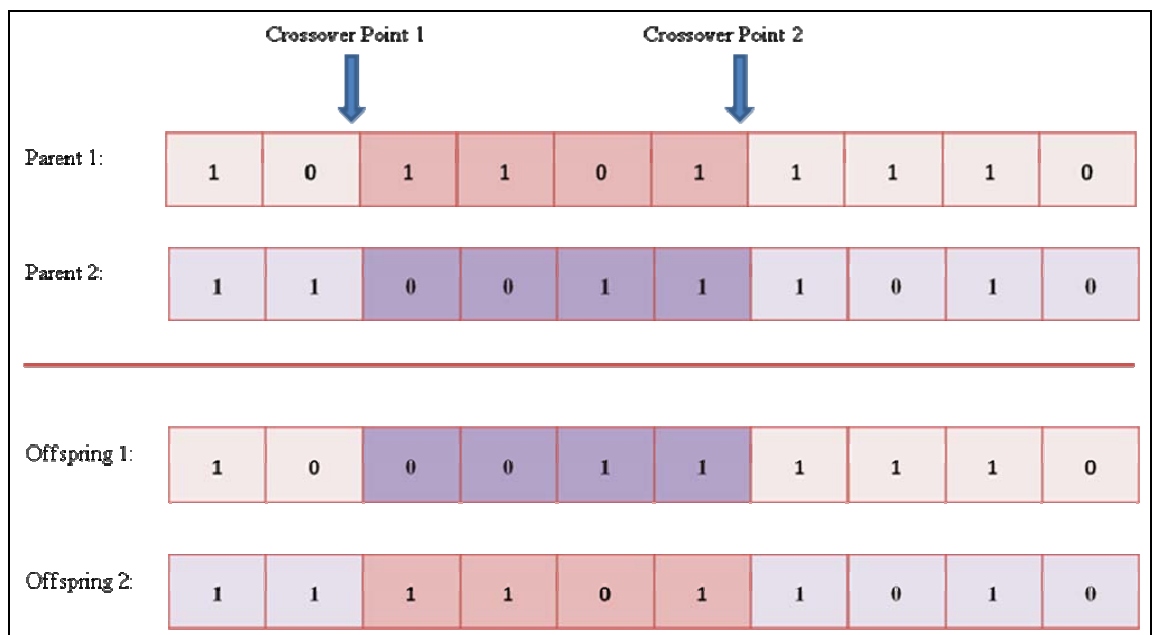 Crossover Point 1 Crossover Point 2
Parent 1: 1 0 1 1 0 1 1 1 1 0
Parent 2: 1 1 0 0 1 1 1 0 1 0
Offspring 1: 1 0 0 0 1 1 1 1 1 0
Offspring 2: 1 1 1 1 0 1 1 0 1 0